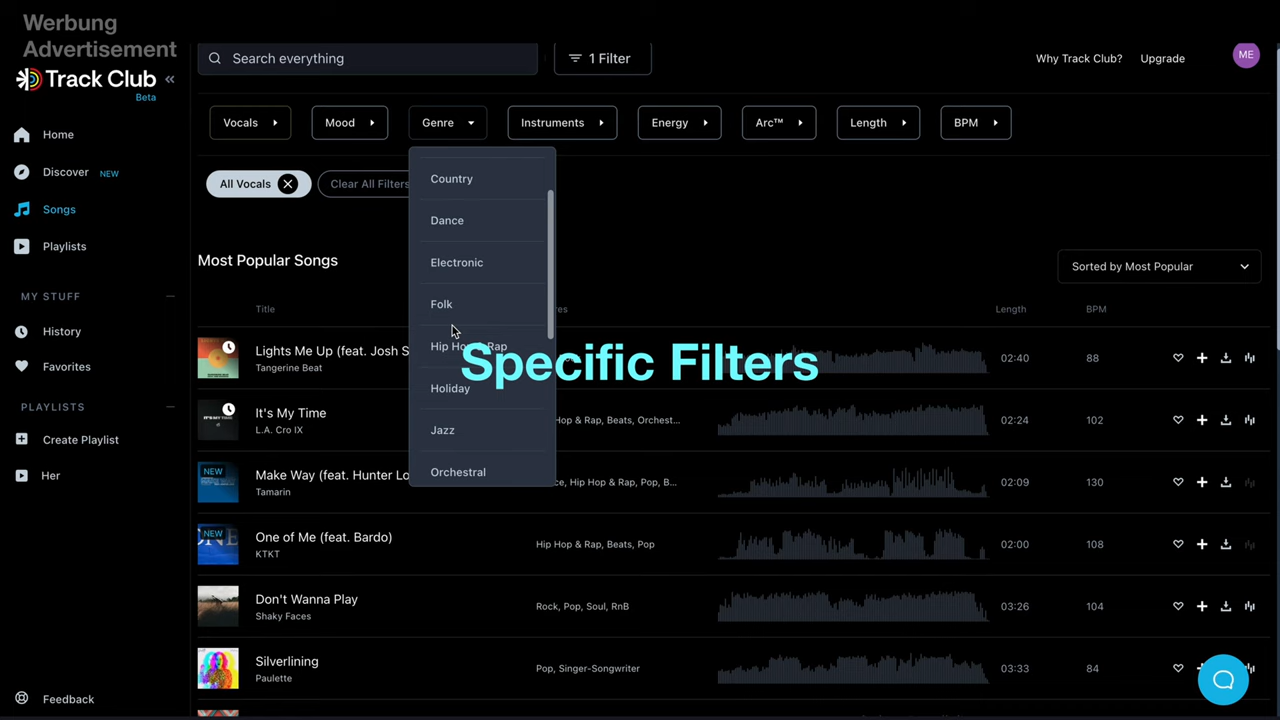 Werbung
Advertisement
Track Club
Beta
Search everything
1 Filter
Why Track Club?
Upgrade
ME
Vocals
Mood
Genre
Instruments
Energy
Arc™
Length
BPM
All Vocals
Clear All Filters
Home
Discover NEW
Songs
Playlists
MY STUFF
History
Favorites
PLAYLISTS
Create Playlist
Her
Feedback
Country
Dance
Electronic
Folk
Hip Hop & Rap
Holiday
Jazz
Orchestral
Specific Filters
Most Popular Songs
Sorted by Most Popular
Title
Length
BPM
Lights Me Up (feat. Josh S
Tangerine Beat
02:40
88
It's My Time
L.A. Cro IX
Hip Hop & Rap, Beats, Orchest...
02:24
102
NEW
Make Way (feat. Hunter Lo
Tamarin
ce, Hip Hop & Rap, Pop, B...
02:09
130
NEW
One of Me (feat. Bardo)
KTKT
Hip Hop & Rap, Beats, Pop
02:00
108
Don't Wanna Play
Shaky Faces
Rock, Pop, Soul, RnB
03:26
104
Silverlining
Paulette
Pop, Singer-Songwriter
03:33
84